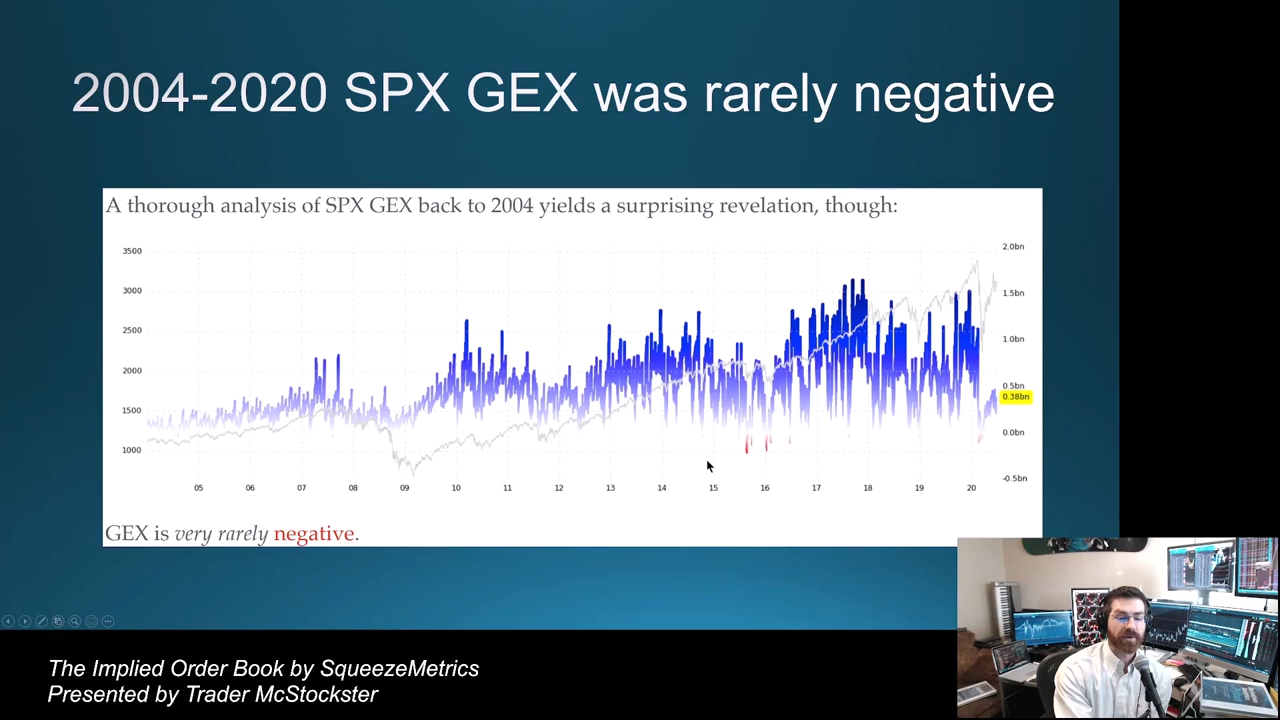 2004-2020 SPX GEX was rarely negative
A thorough analysis of SPX GEX back to 2004 yields a surprising revelation, though:
3500
3000
2500
2000
1500
1000
2.0bn
1.5bn
1.0bn
0.5bn
0.38bn
0.0bn
-0.5bn
05 06 07 08 09 10 11 12 13 14 15 16 17 18 19 20
GEX is very rarely negative.
The Implied Order Book by SqueezeMetrics
Presented by Trader McStockster